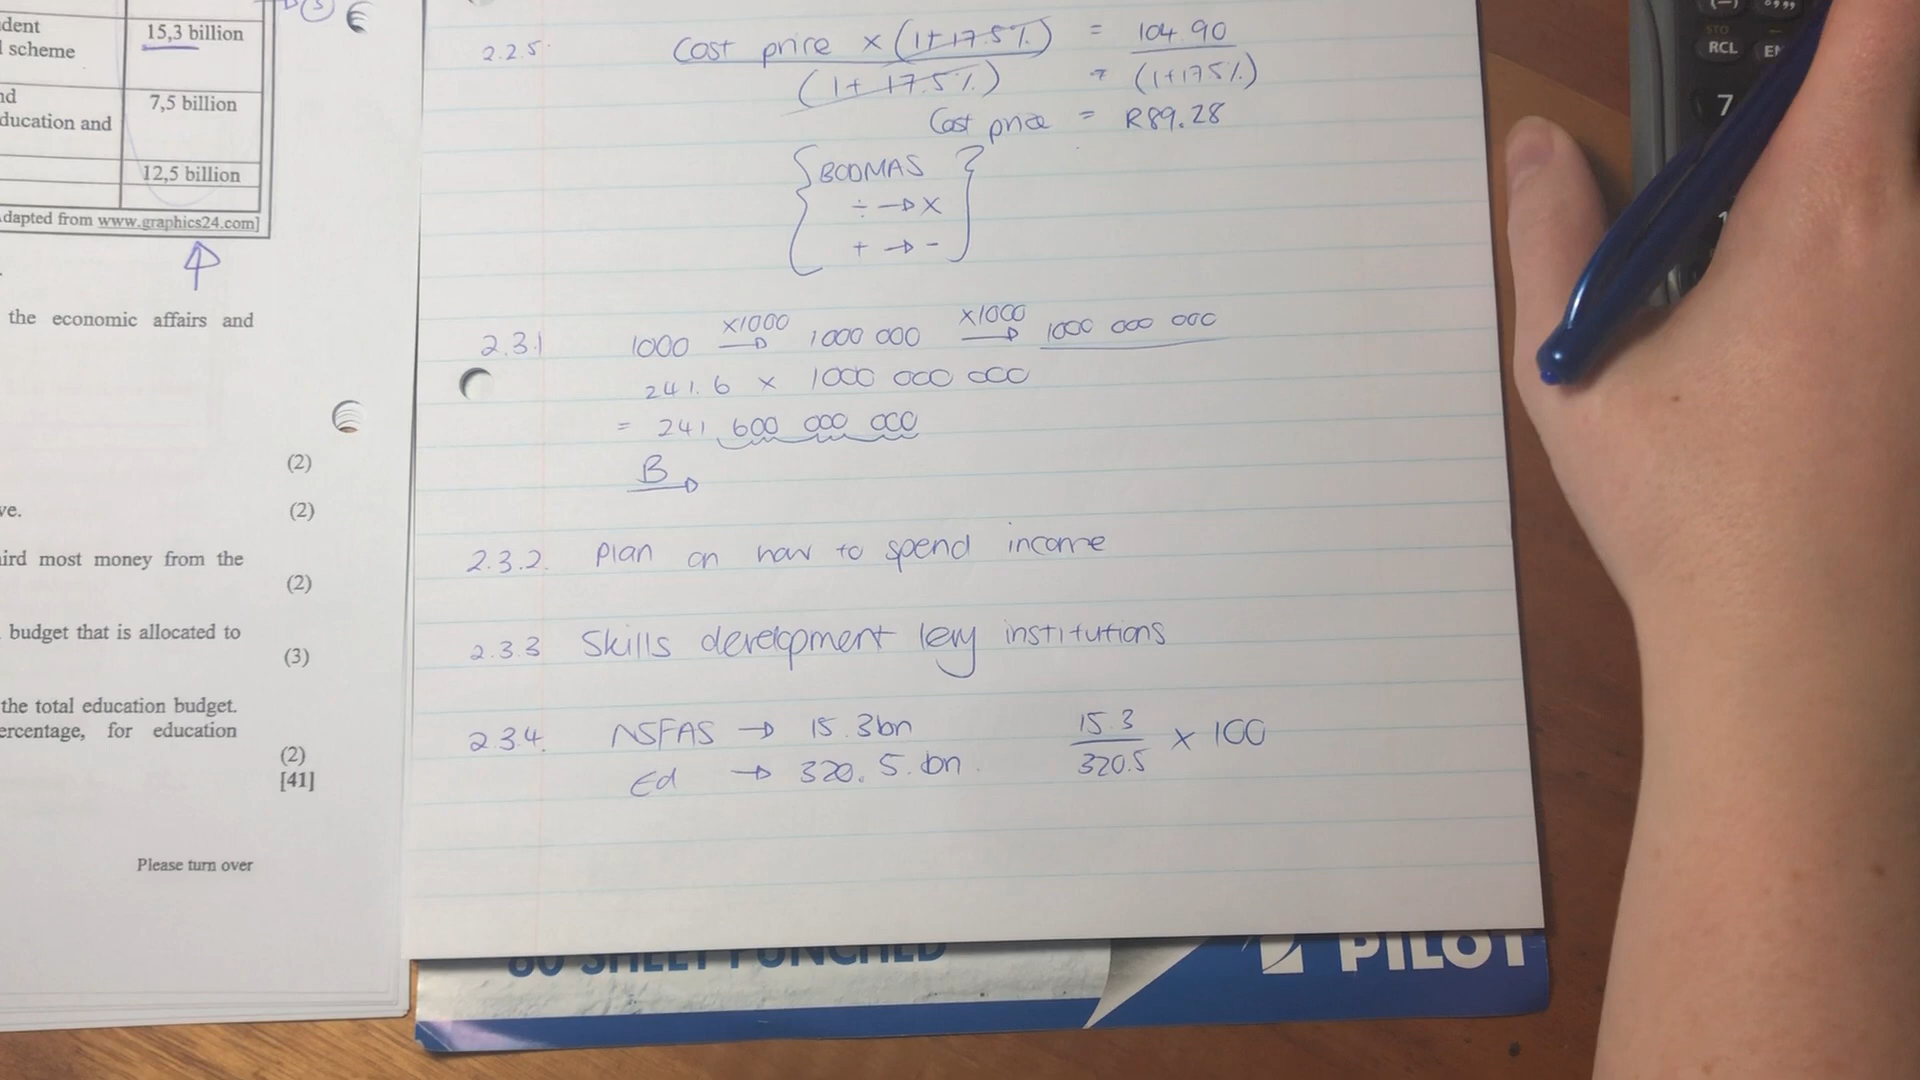 dent
scheme
15,3 billion
nd
ducation and
7,5 billion
12,5 billion
dapted from www.graphics24.com]
the economic affairs and
(2)
ve.
(2)
ird most money from the
(2)
budget that is allocated to
(3)
the total education budget.
ercentage, for education
(2)
[41]
Please turn over
2.2.5.
Cost price × (1+17.5%) = 104.90
(1+17.5%) = (1+17.5%)
Cost price = R89.28
{BODMAS}
÷ → ×
+ → -
2.3.1 1000 ×1000 → 1000 000 ×1000 → 1000 000 000
241.6 × 1000 000 000
= 241 600 000 000
B
2.3.2. Plan on how to spend income
2.3.3 Skills development levy institutions
2.3.4. NSFAS → 15.3bn 15.3/320.5 × 100
Ed → 320.5.bn.
RCL
7
80 SHEET PUNCHED
PILOT